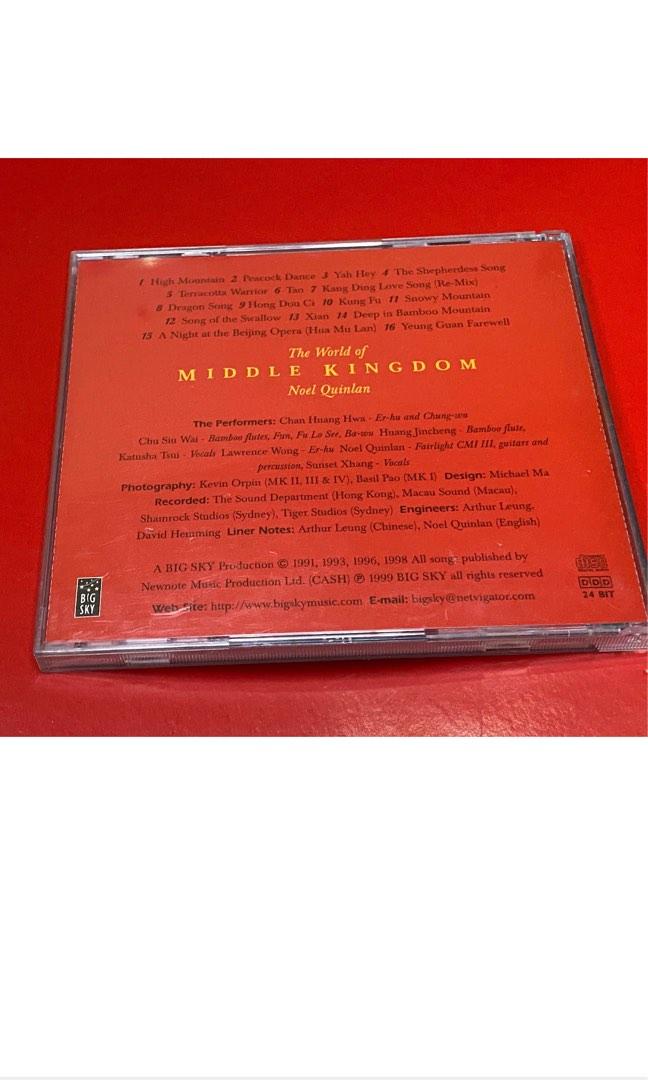 1 High Mountain 2 Peacock Dance 3 Yah Hey 4 The Shepherdess Song
5 Terracotta Warrior 6 Tao 7 Kang Ding Love Song (Re-Mix)
8 Dragon Song 9 Hong Dou Ci 10 Kung Fu 11 Snowy Mountain
12 Song of the Swallow 13 Xian 14 Deep in Bamboo Mountain
15 A Night at the Beijing Opera (Hua Mu Lan) 16 Yeung Guan Farewell
The World of
MIDDLE KINGDOM
Noel Quinlan
The Performers: Chan Huang Hwa - Er-hu and Chung-wu
Chu Siu Wai - Bamboo flutes, Fun, Fu Lo See, Ba-wu Huang Jincheng - Bamboo flute,
Katusha Tsui - Vocals Lawrence Wong - Er-hu Noel Quinlan - Fairlight CMI III, guitars and
percussion, Sunset Xhang - Vocals
Photography: Kevin Orpin (MK II, III & IV), Basil Pao (MK I) Design: Michael Ma
Recorded: The Sound Department (Hong Kong), Macau Sound (Macau),
Shamrock Studios (Sydney), Tiger Studios (Sydney) Engineers: Arthur Leung,
David Hemming Liner Notes: Arthur Leung (Chinese), Noel Quinlan (English)
A BIG SKY Production © 1991, 1993, 1996, 1998 All songs published by
Newnote Music Production Ltd. (CASH) ℗ 1999 BIG SKY all rights reserved
Web Site: http://www.bigskymusic.com E-mail: bigsky@netvigator.com
BIG
SKY
DDD
24 BIT